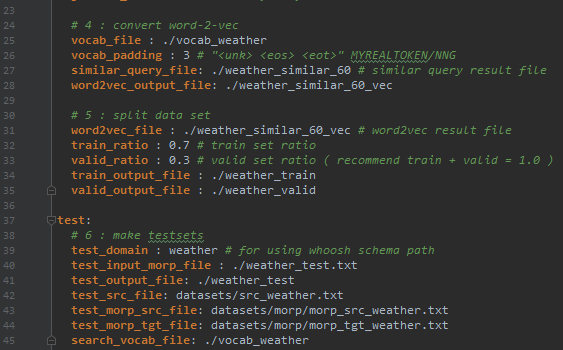 23
24 # 4 : convert word-2-vec
25 vocab_file : ./vocab_weather
26 vocab_padding : 3 # "<unk> <eos> <eot>" MYREALTOKEN/NNG
27 similar_query_file: ./weather_similar_60 # similar query result file
28 word2vec_output_file: ./weather_similar_60_vec
29
30 # 5 : split data set
31 word2vec_file : ./weather_similar_60_vec # word2vec result file
32 train_ratio : 0.7 # train set ratio
33 valid_ratio : 0.3 # valid set ratio ( recommend train + valid = 1.0 )
34 train_output_file : ./weather_train
35 valid_output_file : ./weather_valid
36
37 test:
38 # 6 : make testsets
39 test_domain : weather # for using whoosh schema path
40 test_input_morp_file : ./weather_test.txt
41 test_output_file: ./weather_test
42 test_src_file: datasets/src_weather.txt
43 test_morp_src_file: datasets/morp/morp_src_weather.txt
44 test_morp_tgt_file: datasets/morp/morp_tgt_weather.txt
45 search_vocab_file: ./vocab_weather